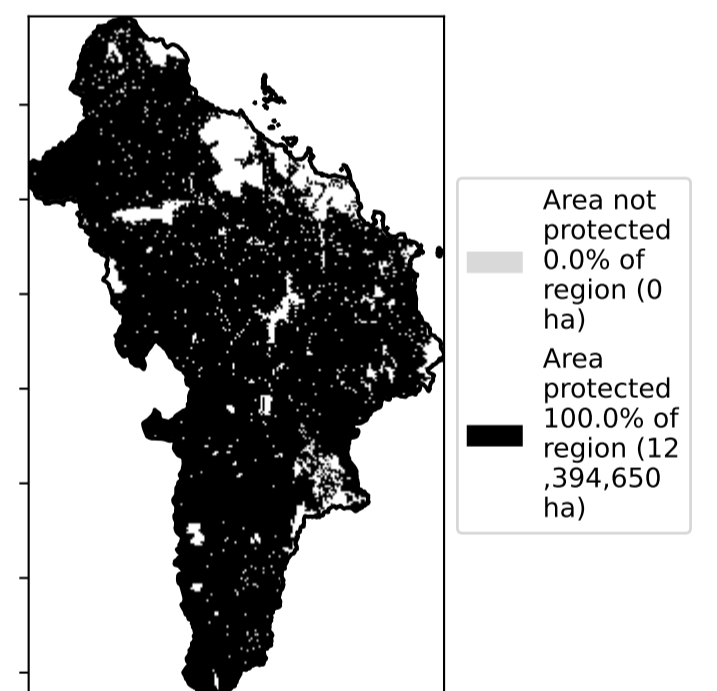 Area not
protected
0.0% of
region (0
ha)
Area
protected
100.0% of
region (12
,394,650
ha)